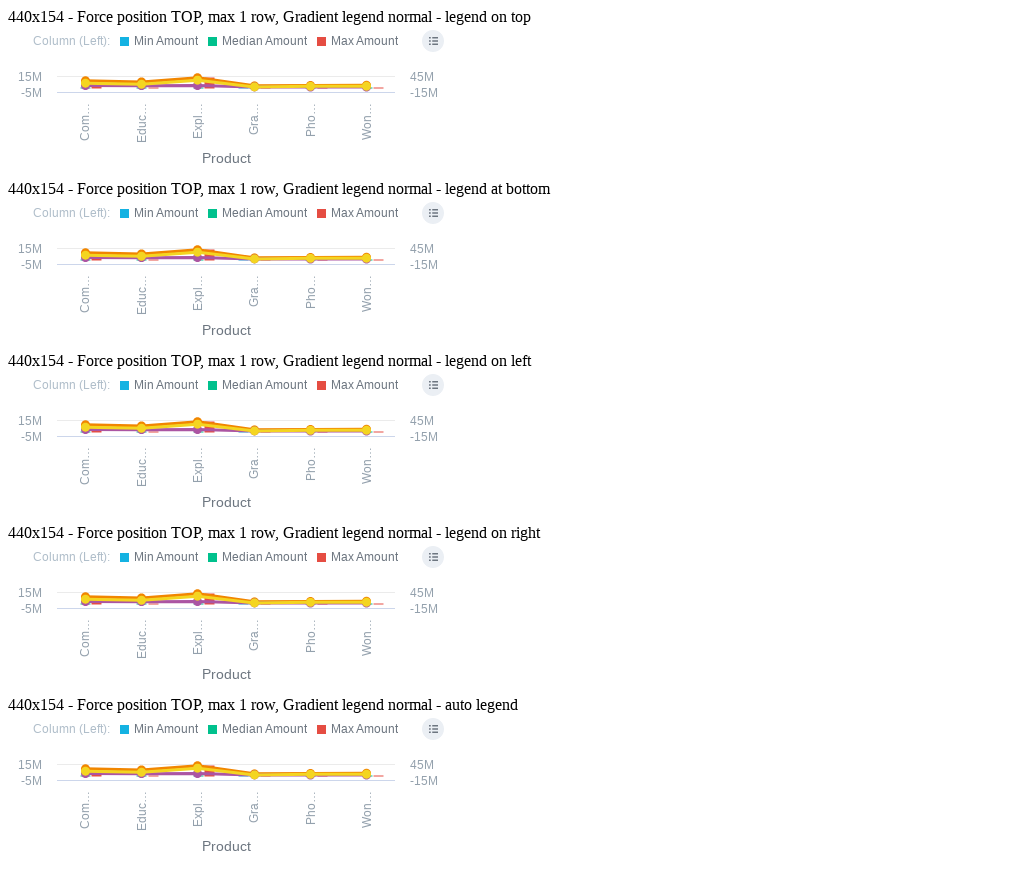 440x154 - Force position TOP, max 1 row, Gradient legend normal - legend on top
Column (Left): Min Amount Median Amount Max Amount
15M 45M
-5M -15M
Com… Educ… Expl… Gra… Pho… Won…
Product
440x154 - Force position TOP, max 1 row, Gradient legend normal - legend at bottom
Column (Left): Min Amount Median Amount Max Amount
15M 45M
-5M -15M
Com… Educ… Expl… Gra… Pho… Won…
Product
440x154 - Force position TOP, max 1 row, Gradient legend normal - legend on left
Column (Left): Min Amount Median Amount Max Amount
15M 45M
-5M -15M
Com… Educ… Expl… Gra… Pho… Won…
Product
440x154 - Force position TOP, max 1 row, Gradient legend normal - legend on right
Column (Left): Min Amount Median Amount Max Amount
15M 45M
-5M -15M
Com… Educ… Expl… Gra… Pho… Won…
Product
440x154 - Force position TOP, max 1 row, Gradient legend normal - auto legend
Column (Left): Min Amount Median Amount Max Amount
15M 45M
-5M -15M
Com… Educ… Expl… Gra… Pho… Won…
Product